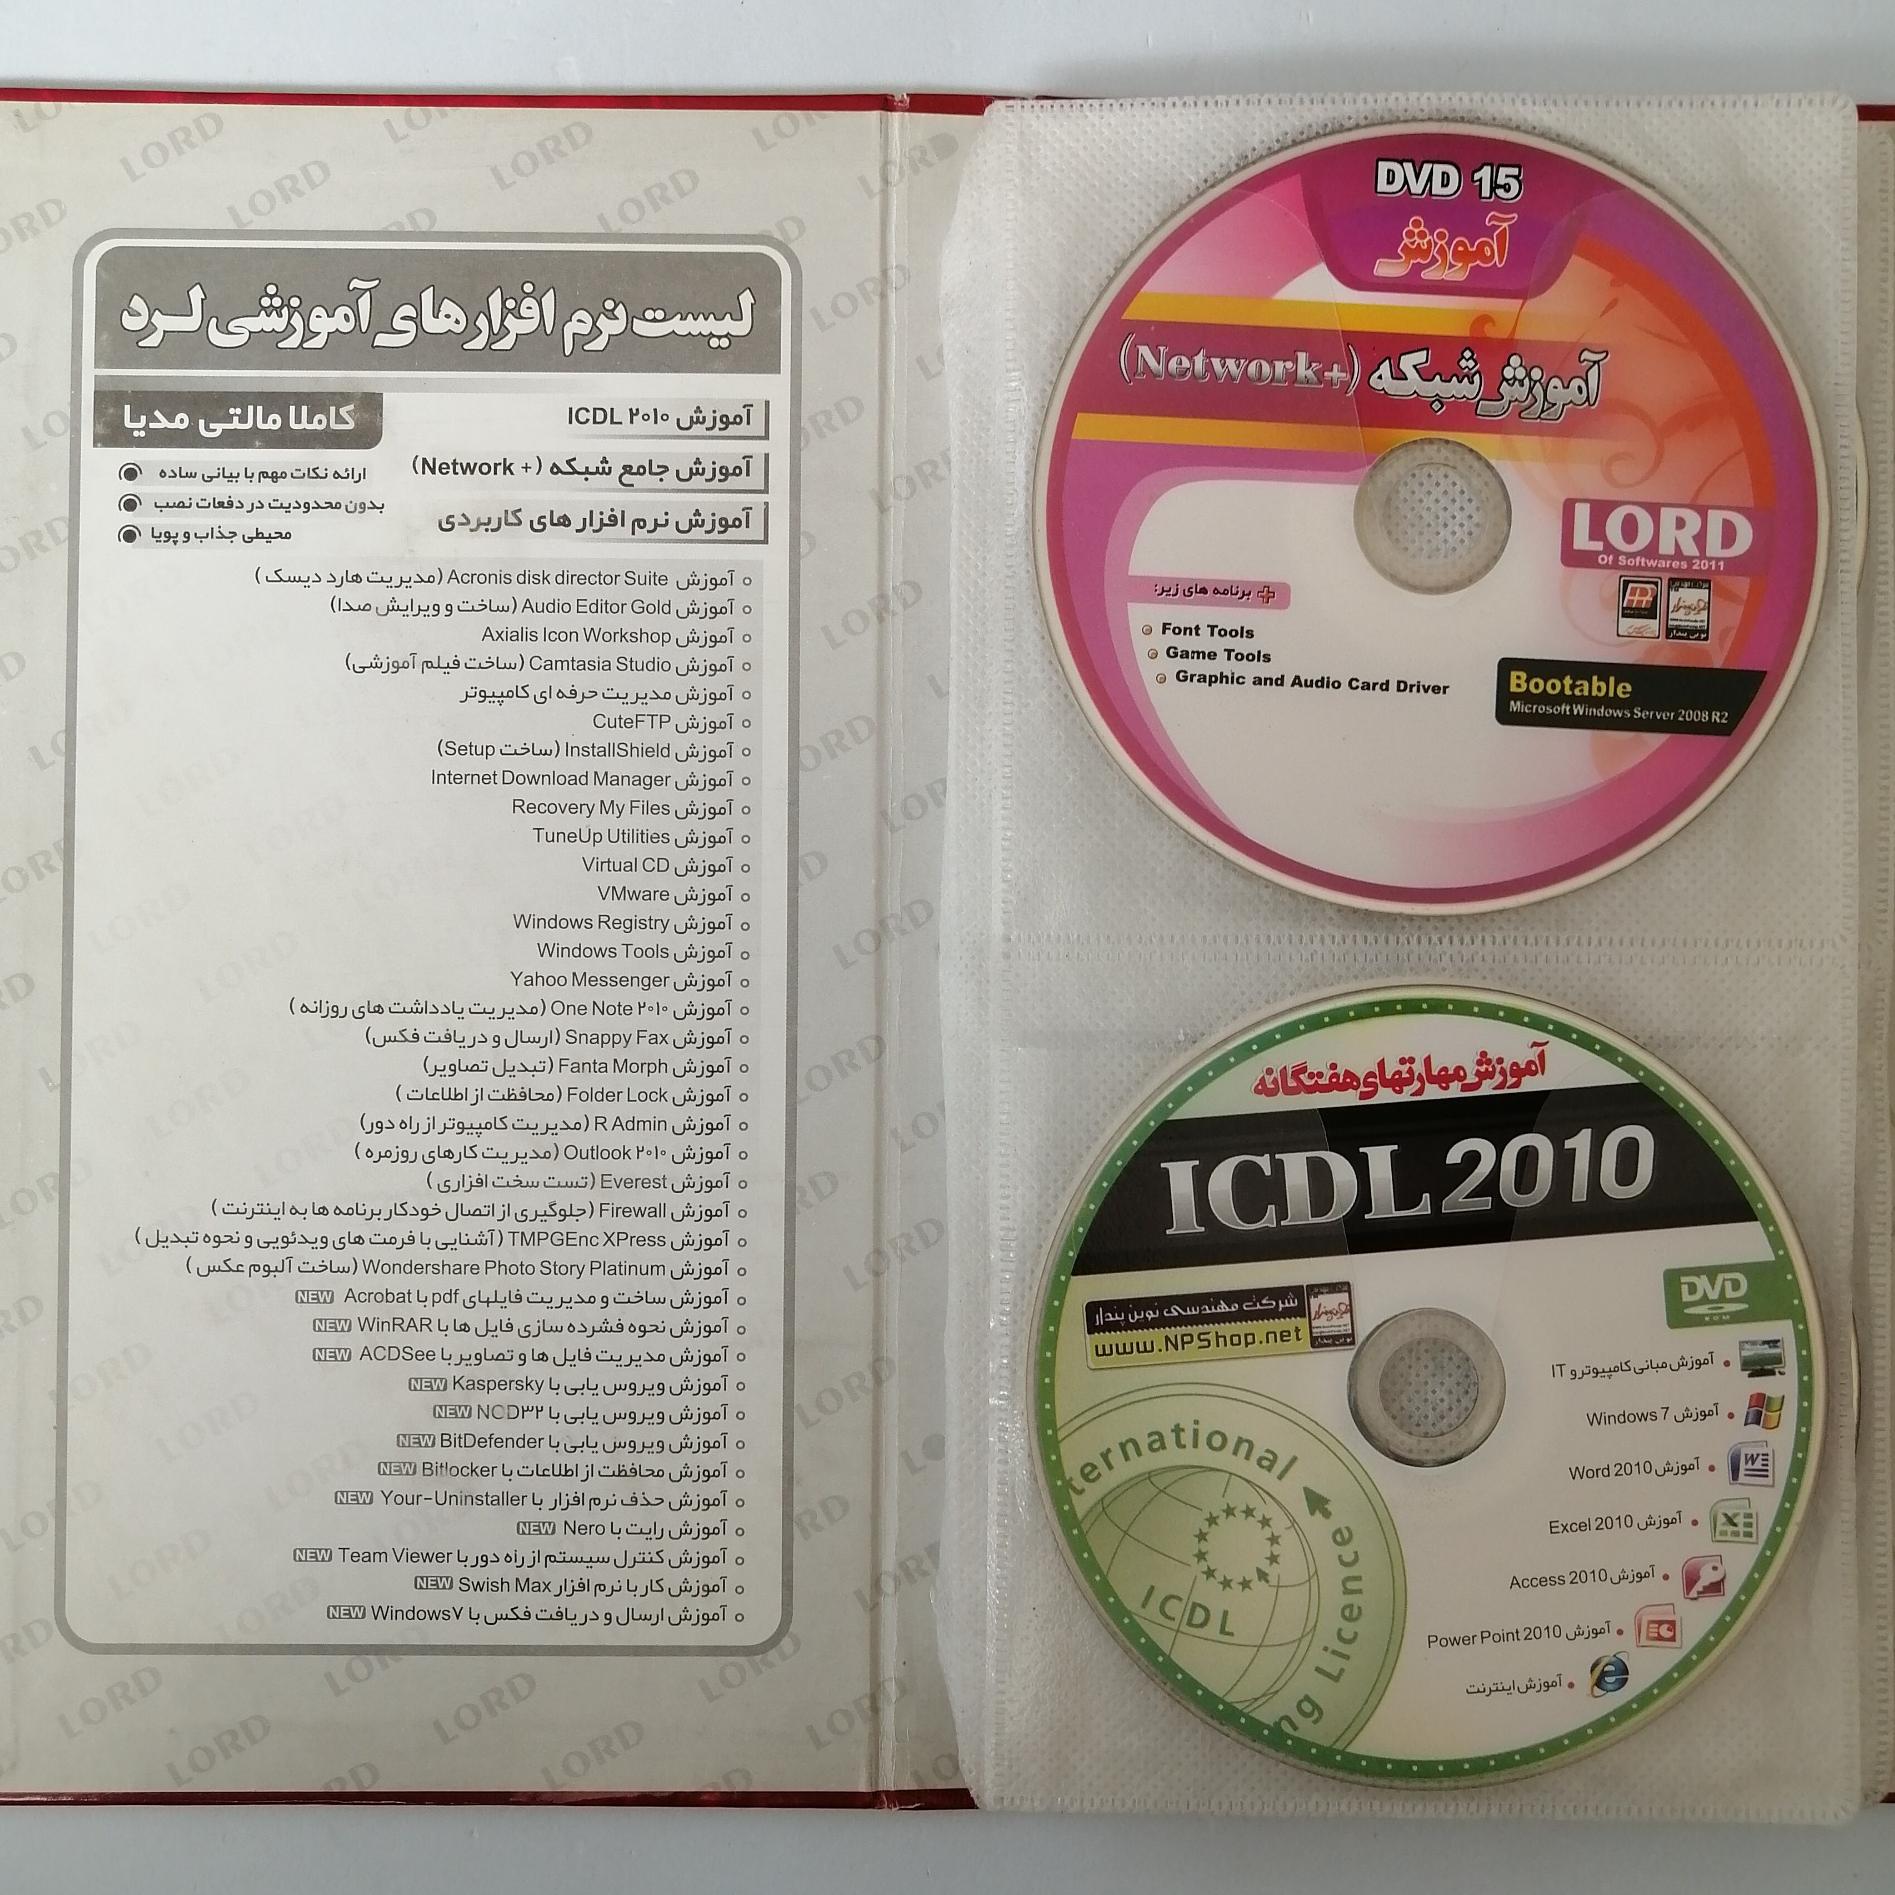 لیست نرم افزارهای آموزشی لرد
کاملا مالتی مدیا
ارائه نکات مهم با بیانی ساده
بدون محدودیت در دفعات نصب
محیطی جذاب و پویا
آموزش ICDL ۲۰۱۰
آموزش جامع شبکه (Network +)
آموزش نرم افزار های کاربردی
آموزش Acronis disk director Suite (مدیریت هارد دیسک)
آموزش Audio Editor Gold (ساخت و ویرایش صدا)
آموزش Axialis Icon Workshop
آموزش Camtasia Studio (ساخت فیلم آموزشی)
آموزش مدیریت حرفه ای کامپیوتر
آموزش CuteFTP
آموزش InstallShield (ساخت Setup)
آموزش Internet Download Manager
آموزش Recovery My Files
آموزش TuneUp Utilities
آموزش Virtual CD
آموزش VMware
آموزش Windows Registry
آموزش Windows Tools
آموزش Yahoo Messenger
آموزش One Note ۲۰۱۰ (مدیریت یادداشت های روزانه)
آموزش Snappy Fax (ارسال و دریافت فکس)
آموزش Fanta Morph (تبدیل تصاویر)
آموزش Folder Lock (محافظت از اطلاعات)
آموزش R Admin (مدیریت کامپیوتر از راه دور)
آموزش Outlook ۲۰۱۰ (مدیریت کارهای روزمره)
آموزش Everest (تست سخت افزاری)
آموزش Firewall (جلوگیری از اتصال خودکار برنامه ها به اینترنت)
آموزش TMPGEnc XPress (آشنایی با فرمت های ویدئویی و نحوه تبدیل)
آموزش Wondershare Photo Story Platinum (ساخت آلبوم عکس)
آموزش ساخت و مدیریت فایلهای pdf با Acrobat NEW
آموزش نحوه فشرده سازی فایل ها با WinRAR NEW
آموزش مدیریت فایل ها و تصاویر با ACDSee NEW
آموزش ویروس یابی با Kaspersky NEW
آموزش ویروس یابی با NOD۳۲ NEW
آموزش ویروس یابی با BitDefender NEW
آموزش محافظت از اطلاعات با Bitlocker NEW
آموزش حذف نرم افزار با Your-Uninstaller NEW
آموزش رایت با Nero NEW
آموزش کنترل سیستم از راه دور با Team Viewer NEW
آموزش کار با نرم افزار Swish Max NEW
آموزش ارسال و دریافت فکس با Windows۷ NEW
DVD 15
آموزش
آموزش شبکه (Network+)
LORD
Of Softwares 2011
نوین پندار
+ برنامه های زیر:
Font Tools
Game Tools
Graphic and Audio Card Driver
Bootable
Microsoft Windows Server 2008 R2
آموزش مهارتهای هفتگانه
ICDL 2010
شرکت مهندسی نوین پندار
www.NPShop.net
نوین پندار
DVD
ROM
آموزش مبانی کامپیوتر و IT
آموزش Windows 7
آموزش Word 2010
آموزش Excel 2010
آموزش Access 2010
آموزش Power Point 2010
آموزش اینترنت
ternational
ng Licence
ICDL
LORD